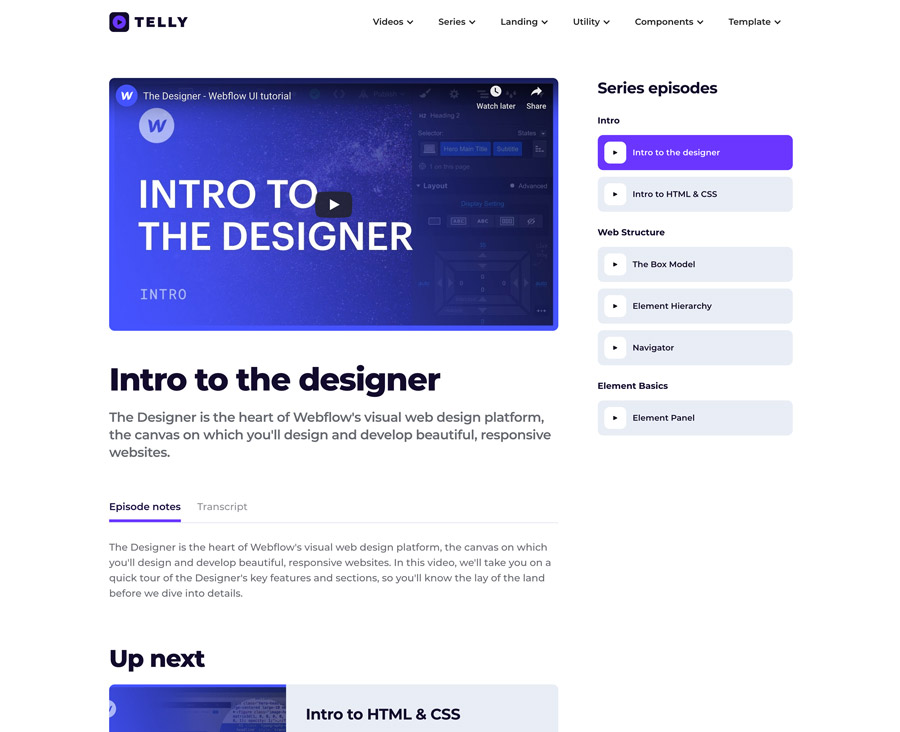 TELLY
Videos
Series
Landing
Utility
Components
Template
The Designer - Webflow UI tutorial
Watch later
Share
Heading 2
Selector:
States
Hero Main Title
Subtitle
1 on this page
Layout
Advanced
Display Setting
ABC
ABC
INTRO TO
THE DESIGNER
INTRO
Intro to the designer
The Designer is the heart of Webflow's visual web design platform,
the canvas on which you'll design and develop beautiful, responsive
websites.
Episode notes
Transcript
The Designer is the heart of Webflow's visual web design platform, the canvas on which
you'll design and develop beautiful, responsive websites. In this video, we'll take you on a
quick tour of the Designer's key features and sections, so you'll know the lay of the land
before we dive into details.
Up next
Intro to HTML & CSS
Series episodes
Intro
Intro to the designer
Intro to HTML & CSS
Web Structure
The Box Model
Element Hierarchy
Navigator
Element Basics
Element Panel